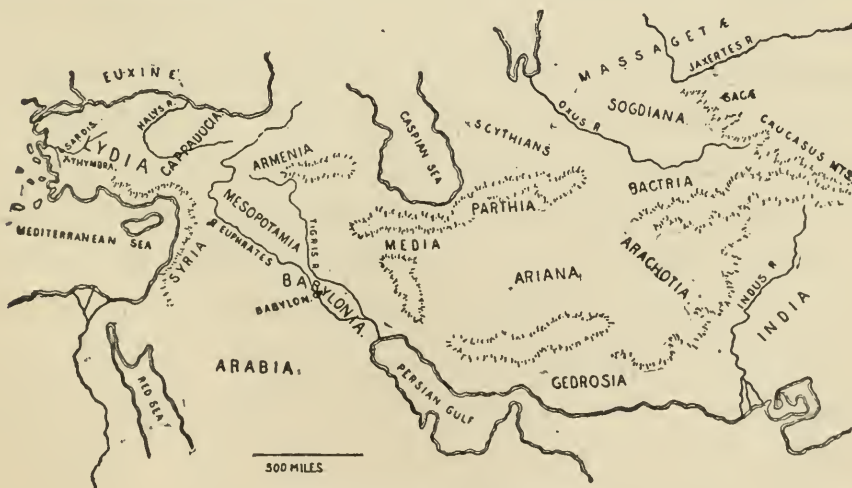 EUXINE
MASSAGETÆ
JAXERTES R
SACÆ
SOGDIANA
OXUS R
CAUCASUS MTS.
HALYS R.
CAPPADOCIA
SARDIS
LYDIA
THYMBRA
ARMENIA
CASPIAN SEA
SCYTHIANS
BACTRIA
PARTHIA
MEDIA
MESOPOTAMIA
TIGRIS R
R EUPHRATES
MEDITERRANEAN SEA
SYRIA
ARIANA
ARACHOTIA
INDUS R
INDIA
BABYLONIA.
BABYLON
ARABIA.
RED SEA
PERSIAN GULF
GEDROSIA
500 MILES